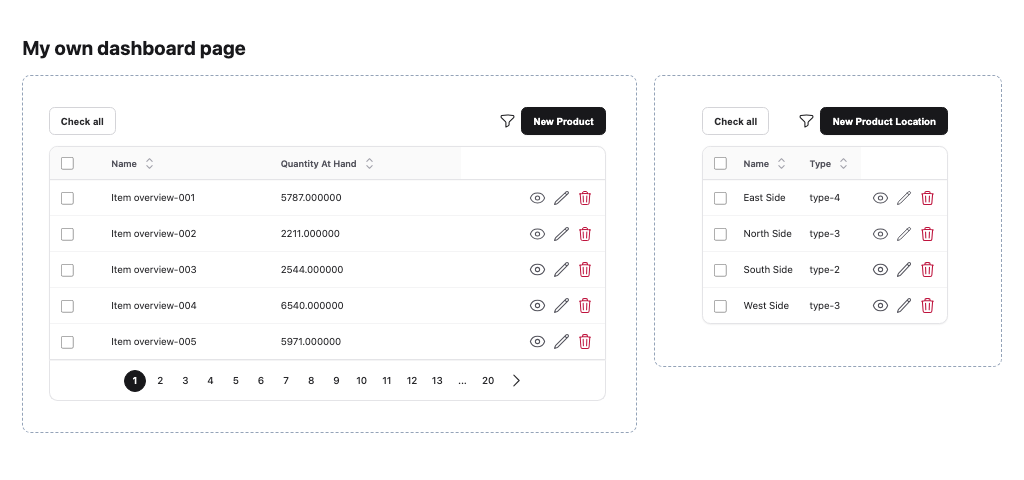 My own dashboard page
Check all
New Product
Name
Quantity At Hand
Item overview-001
5787.000000
Item overview-002
2211.000000
Item overview-003
2544.000000
Item overview-004
6540.000000
Item overview-005
5971.000000
1 2 3 4 5 6 7 8 9 10 11 12 13 ... 20
Check all
New Product Location
Name
Type
East Side
type-4
North Side
type-3
South Side
type-2
West Side
type-3